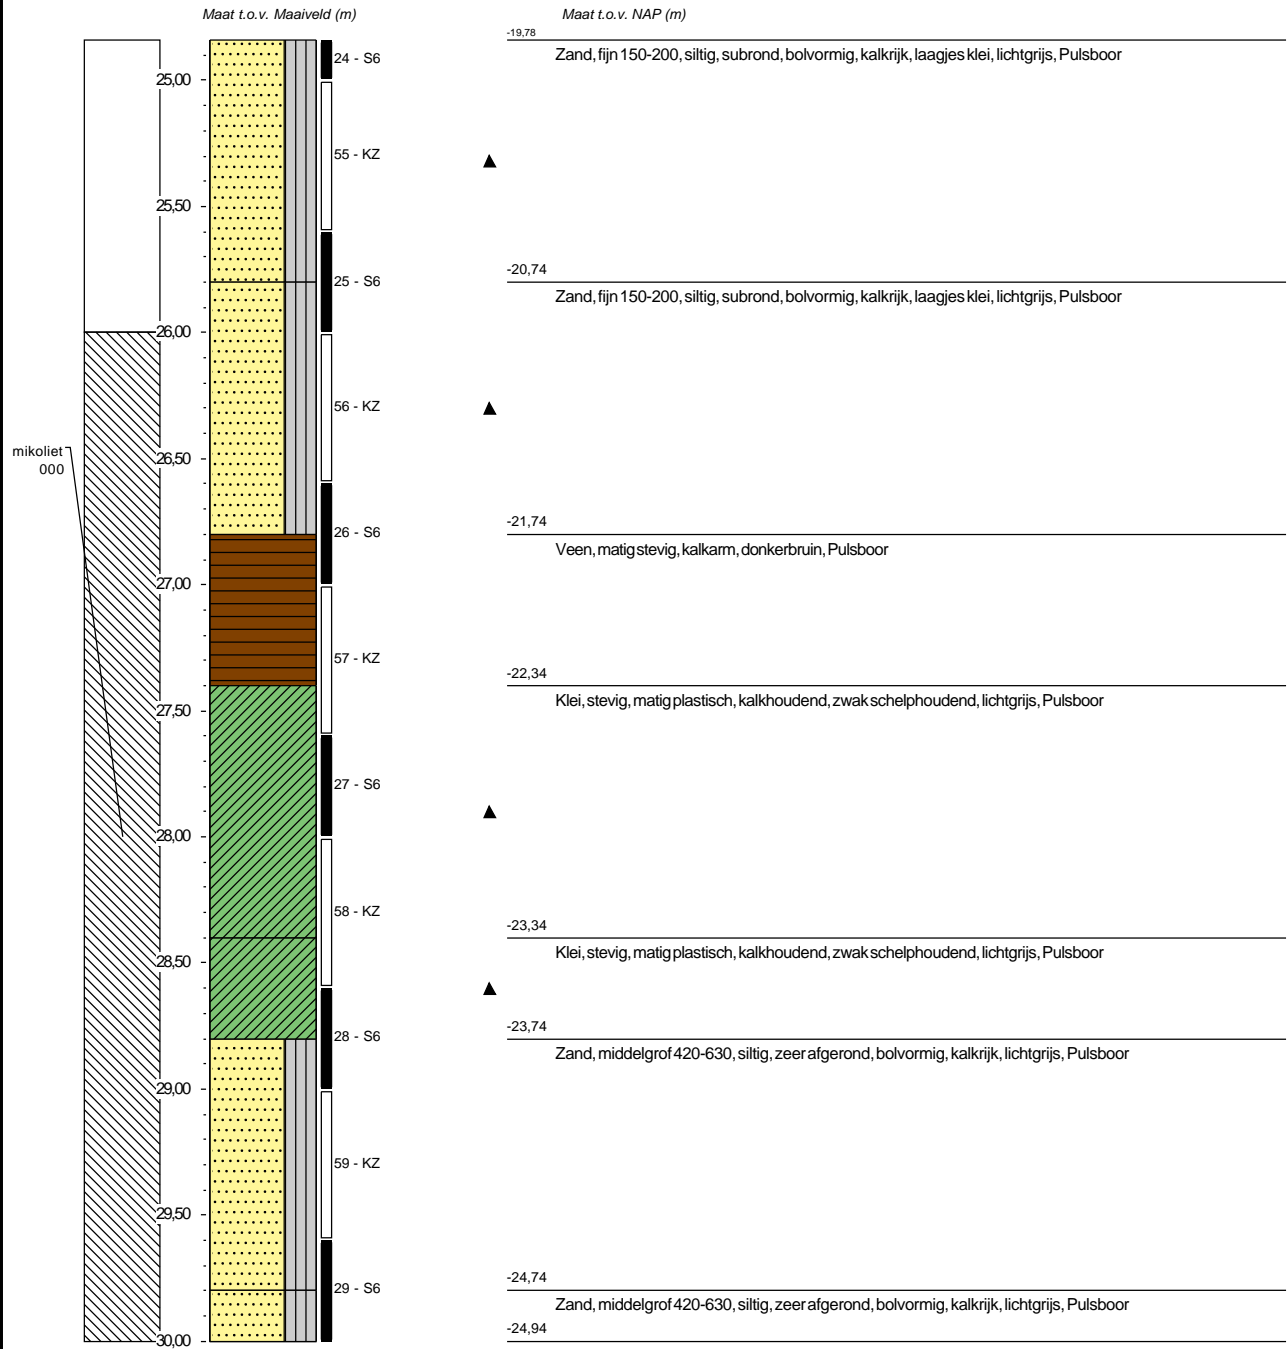 Maat t.o.v. Maaiveld (m)
Maat t.o.v. NAP (m)
-19,78
Zand, fijn 150-200, siltig, subrond, bolvormig, kalkrijk, laagjes klei, lichtgrijs, Pulsboor
24 - S6
25,00
55 - KZ
25,50
-20,74
25 - S6
Zand, fijn 150-200, siltig, subrond, bolvormig, kalkrijk, laagjes klei, lichtgrijs, Pulsboor
26,00
56 - KZ
mikoliet
000
26,50
-21,74
26 - S6
Veen, matig stevig, kalkarm, donkerbruin, Pulsboor
27,00
57 - KZ
-22,34
Klei, stevig, matig plastisch, kalkhoudend, zwak schelphoudend, lichtgrijs, Pulsboor
27,50
27 - S6
28,00
58 - KZ
-23,34
Klei, stevig, matig plastisch, kalkhoudend, zwak schelphoudend, lichtgrijs, Pulsboor
28,50
-23,74
28 - S6
Zand, middelgrof 420-630, siltig, zeer afgerond, bolvormig, kalkrijk, lichtgrijs, Pulsboor
29,00
59 - KZ
29,50
-24,74
29 - S6
Zand, middelgrof 420-630, siltig, zeer afgerond, bolvormig, kalkrijk, lichtgrijs, Pulsboor
-24,94
30,00